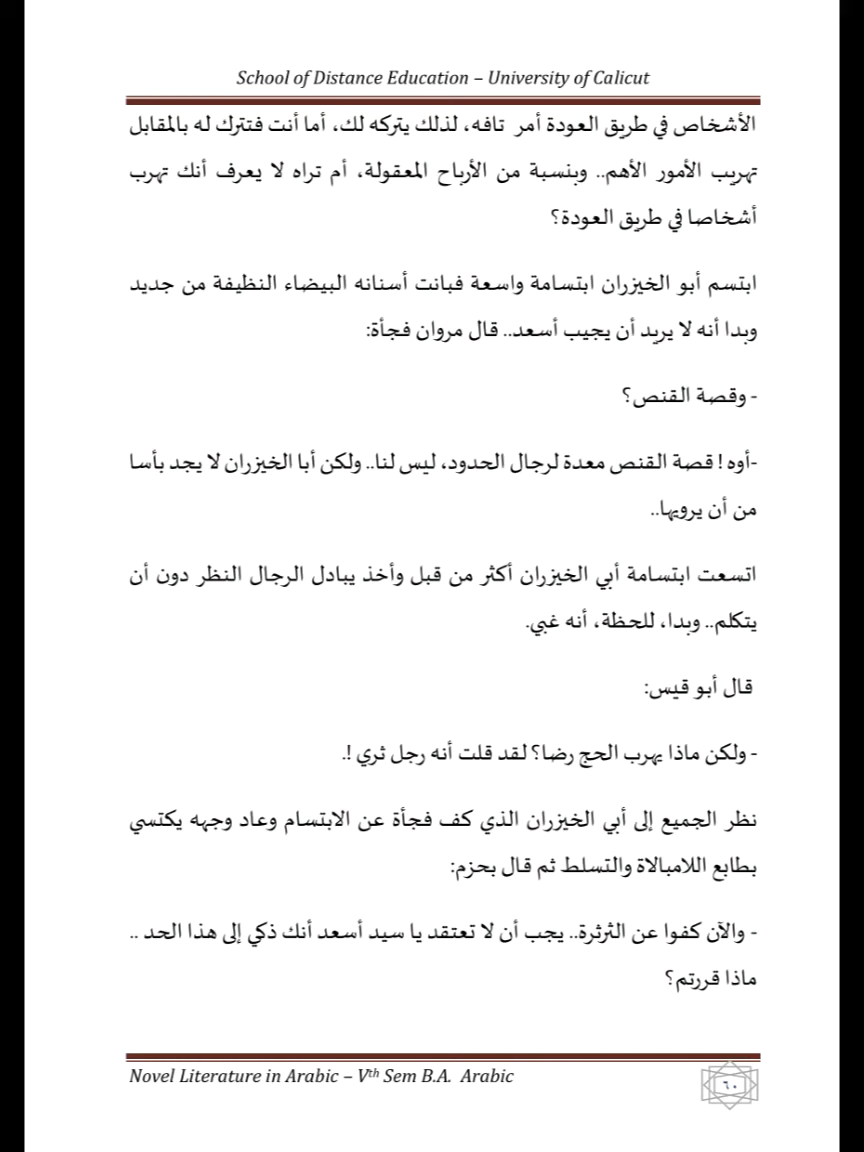 School of Distance Education – University of Calicut
الأشخاص في طريق العودة أمر تافه، لذلك يتركه لك، أما أنت فتترك له بالمقابل
تهريب الأمور الأهم.. وبنسبة من الأرباح المعقولة، أم تراه لا يعرف أنك تهرب
أشخاصا في طريق العودة؟
ابتسم أبو الخيزران ابتسامة واسعة فبانت أسنانه البيضاء النظيفة من جديد
وبدا أنه لا يريد أن يجيب أسعد.. قال مروان فجأة:
- وقصة القنص؟
-أوه ! قصة القنص معدة لرجال الحدود، ليس لنا.. ولكن أبا الخيزران لا يجد بأسا
من أن يرويها..
اتسعت ابتسامة أبي الخيزران أكثر من قبل وأخذ يبادل الرجال النظر دون أن
يتكلم.. وبدا، للحظة، أنه غبي.
قال أبو قيس:
- ولكن ماذا يهرب الحج رضا؟ لقد قلت أنه رجل ثري !.
نظر الجميع إلى أبي الخيزران الذي كف فجأة عن الابتسام وعاد وجهه يكتسي
بطابع اللامبالاة والتسلط ثم قال بحزم:
- والآن كفوا عن الثرثرة.. يجب أن لا تعتقد يا سيد أسعد أنك ذكي إلى هذا الحد ..
ماذا قررتم؟
Novel Literature in Arabic – Vth Sem B.A. Arabic
٦٠